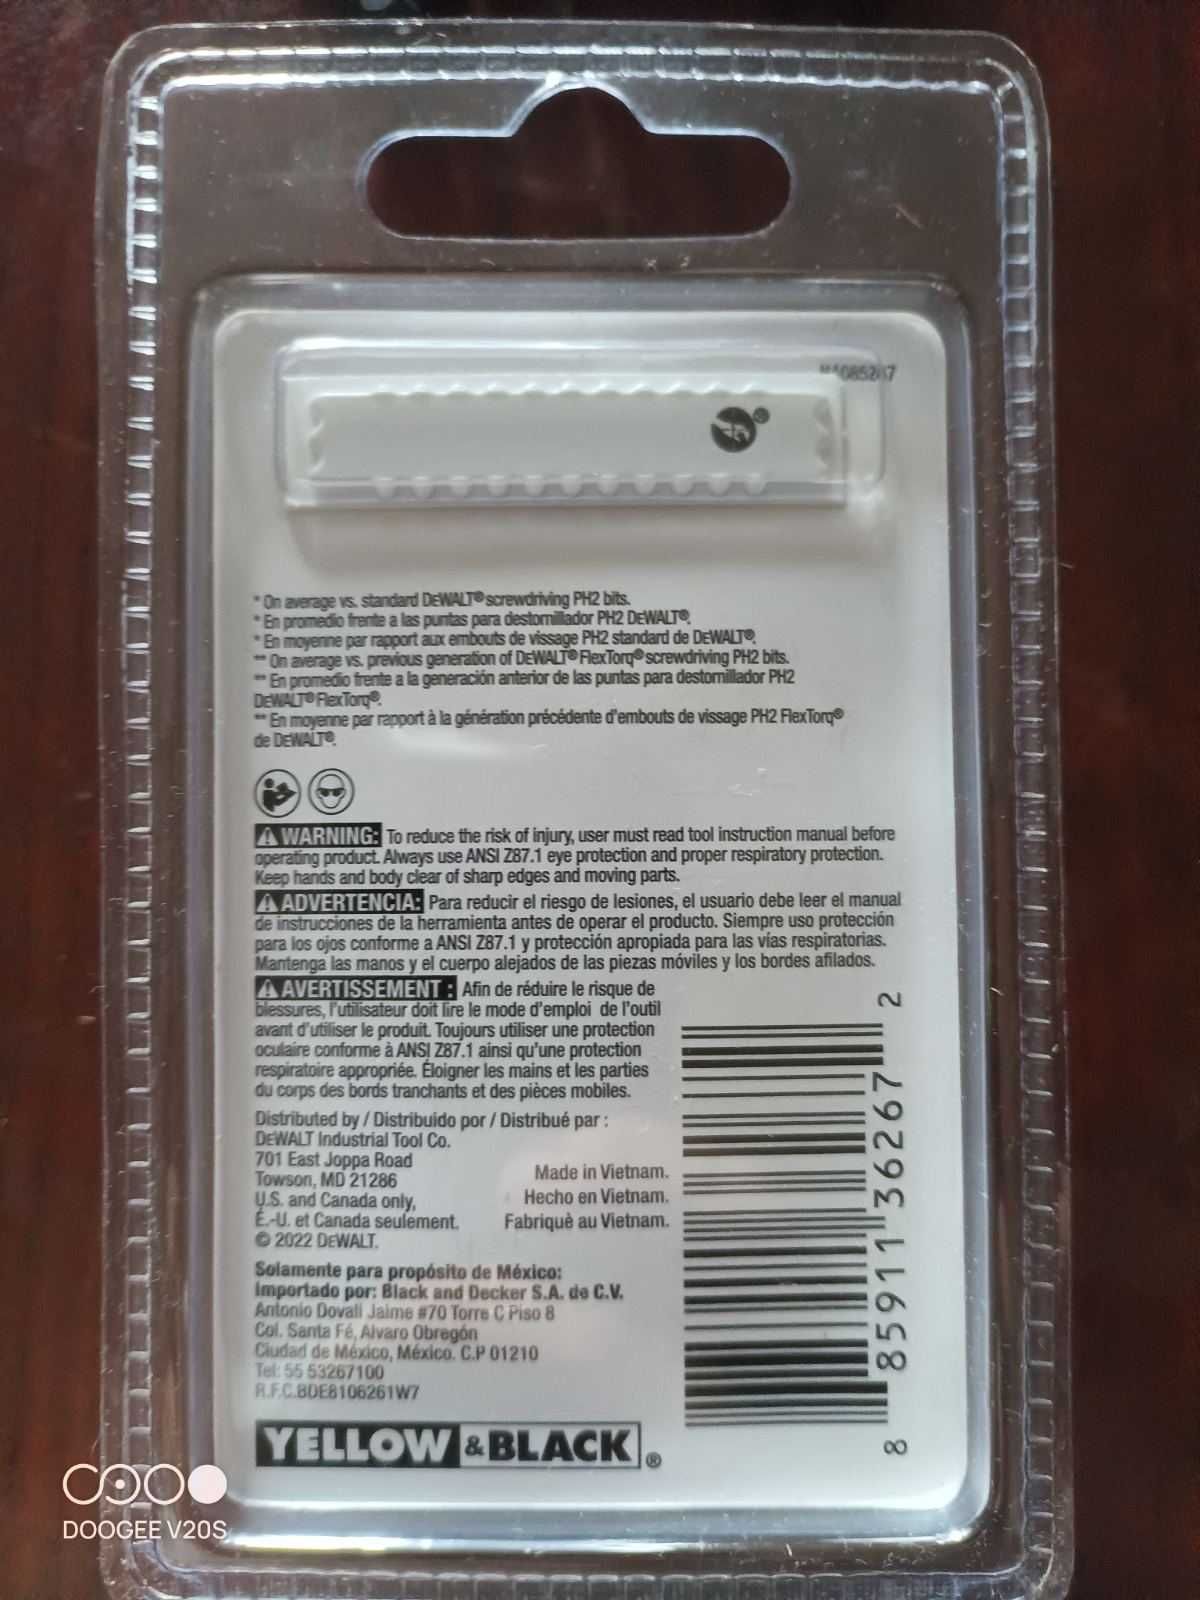 * On average vs. standard DEWALT® screwdriving PH2 bits.
* En promedio frente a las puntas para destornillador PH2 DEWALT®.
* En moyenne par rapport aux embouts de vissage PH2 standard de DEWALT®.
** On average vs. previous generation of DEWALT® FlexTorq® screwdriving PH2 bits.
** En promedio frente a la generación anterior de las puntas para destornillador PH2
DEWALT® FlexTorq®.
** En moyenne par rapport à la génération précédente d'embouts de vissage PH2 FlexTorq®
de DEWALT®.
⚠ WARNING: To reduce the risk of injury, user must read tool instruction manual before
operating product. Always use ANSI Z87.1 eye protection and proper respiratory protection.
Keep hands and body clear of sharp edges and moving parts.
⚠ ADVERTENCIA: Para reducir el riesgo de lesiones, el usuario debe leer el manual
de instrucciones de la herramienta antes de operar el producto. Siempre uso protección
para los ojos conforme a ANSI Z87.1 y protección apropiada para las vías respiratorias.
Mantenga las manos y el cuerpo alejados de las piezas móviles y los bordes afilados.
⚠ AVERTISSEMENT : Afin de réduire le risque de
blessures, l'utilisateur doit lire le mode d'emploi de l'outil
avant d'utiliser le produit. Toujours utiliser une protection
oculaire conforme à ANSI Z87.1 ainsi qu'une protection
respiratoire appropriée. Éloigner les mains et les parties
du corps des bords tranchants et des pièces mobiles.
Distributed by / Distribuido por / Distribué par :
DEWALT Industrial Tool Co.
701 East Joppa Road
Towson, MD 21286
U.S. and Canada only,
É.-U. et Canada seulement.
© 2022 DEWALT.
Made in Vietnam.
Hecho en Vietnam.
Fabriquè au Vietnam.
Solamente para propósito de México:
Importado por: Black and Decker S.A. de C.V.
Antonio Dovali Jaime #70 Torre C Piso 8
Col. Santa Fé, Alvaro Obregón
Ciudad de México, México. C.P 01210
Tel: 55 53267100
R.F.C.BDE8106261W7
YELLOW & BLACK®
8 85911 36267 2
DOOGEE V20S